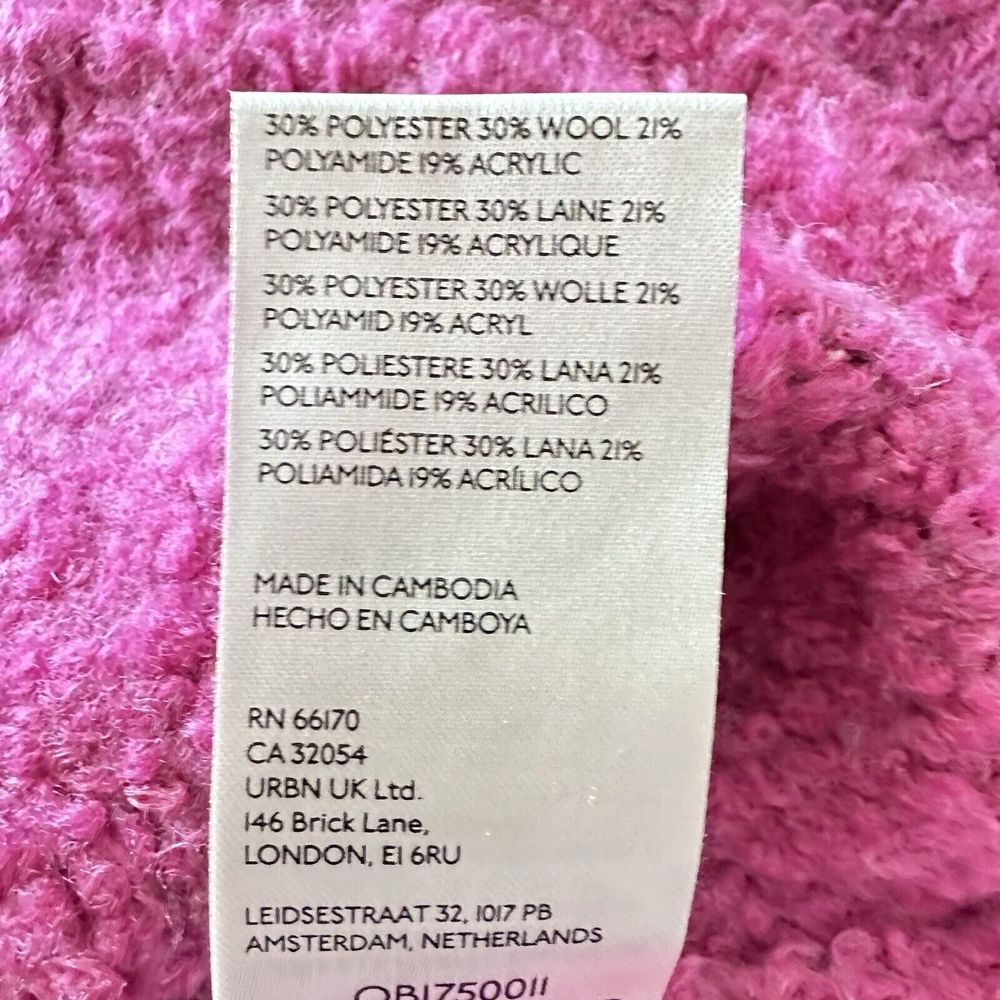 30% POLYESTER 30% WOOL 21%
POLYAMIDE 19% ACRYLIC
30% POLYESTER 30% LAINE 21%
POLYAMIDE 19% ACRYLIQUE
30% POLYESTER 30% WOLLE 21%
POLYAMID 19% ACRYL
30% POLIESTERE 30% LANA 21%
POLIAMMIDE 19% ACRILICO
30% POLIÉSTER 30% LANA 21%
POLIAMIDA 19% ACRÍLICO
MADE IN CAMBODIA
HECHO EN CAMBOYA
RN 66170
CA 32054
URBN UK Ltd.
146 Brick Lane,
LONDON, E1 6RU
LEIDSESTRAAT 32, 1017 PB
AMSTERDAM, NETHERLANDS